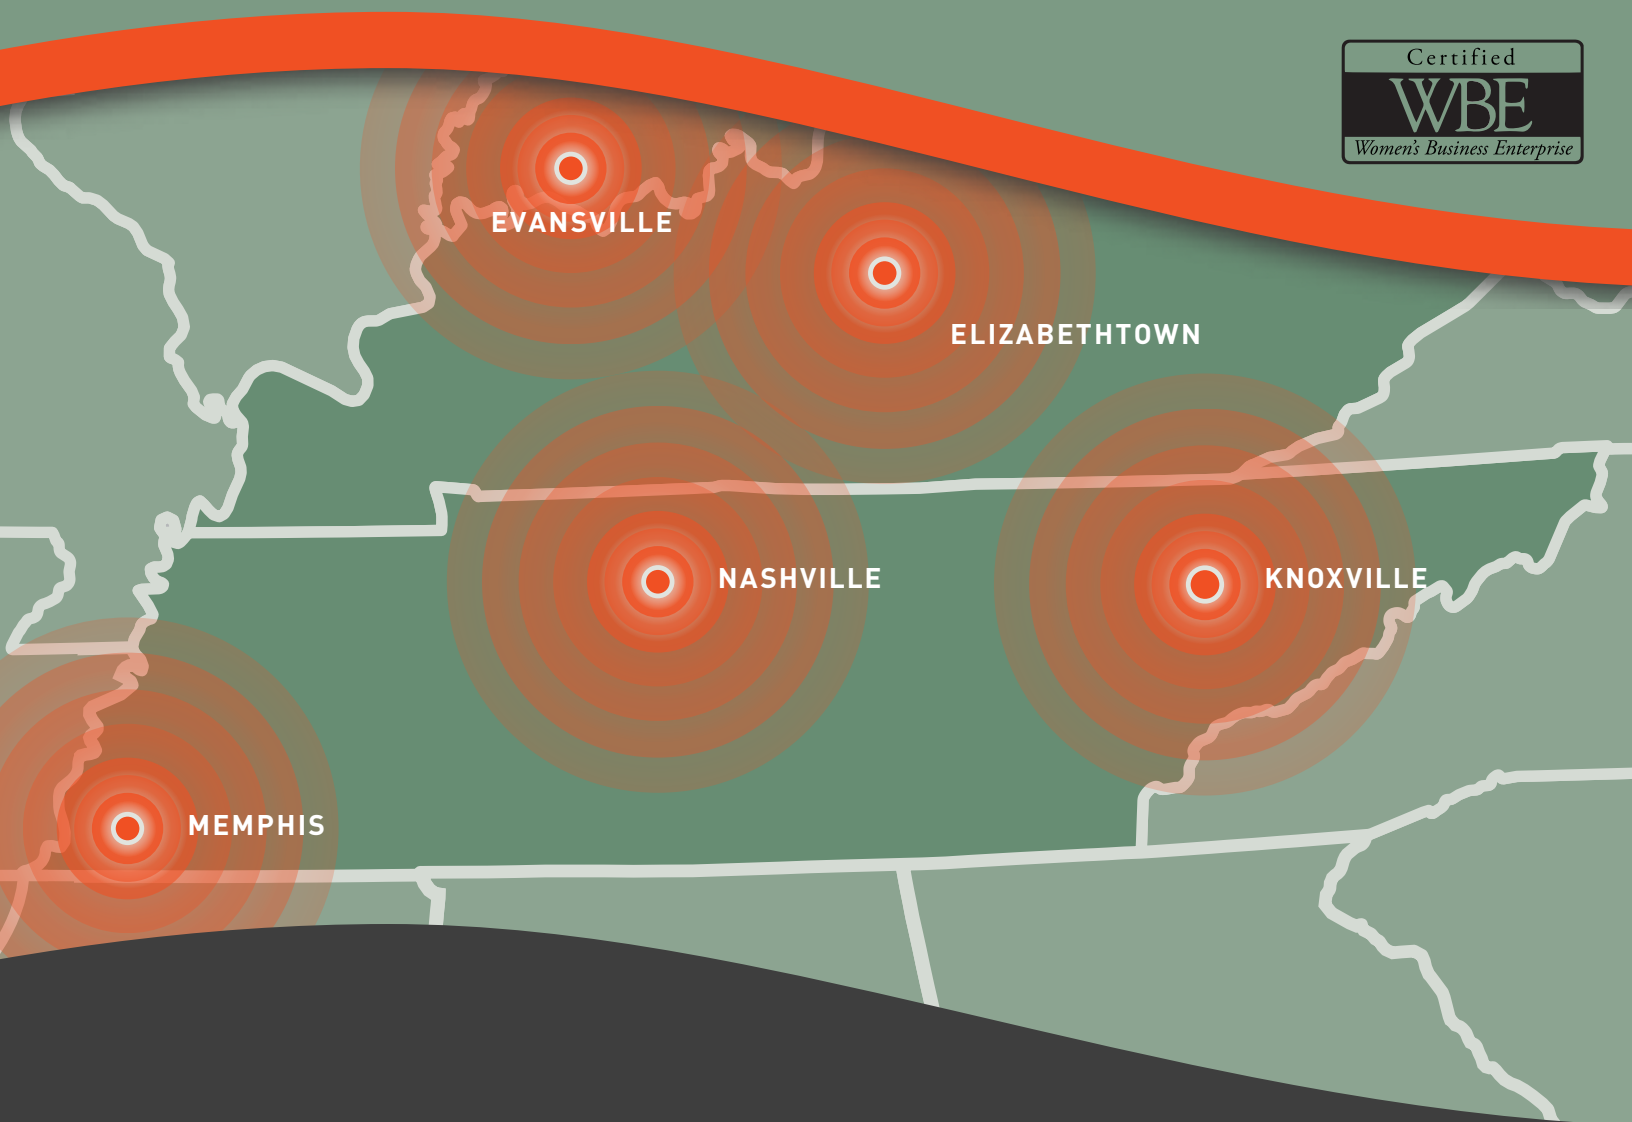 Certified
WBE
Women's Business Enterprise
EVANSVILLE
ELIZABETHTOWN
NASHVILLE
KNOXVILLE
MEMPHIS